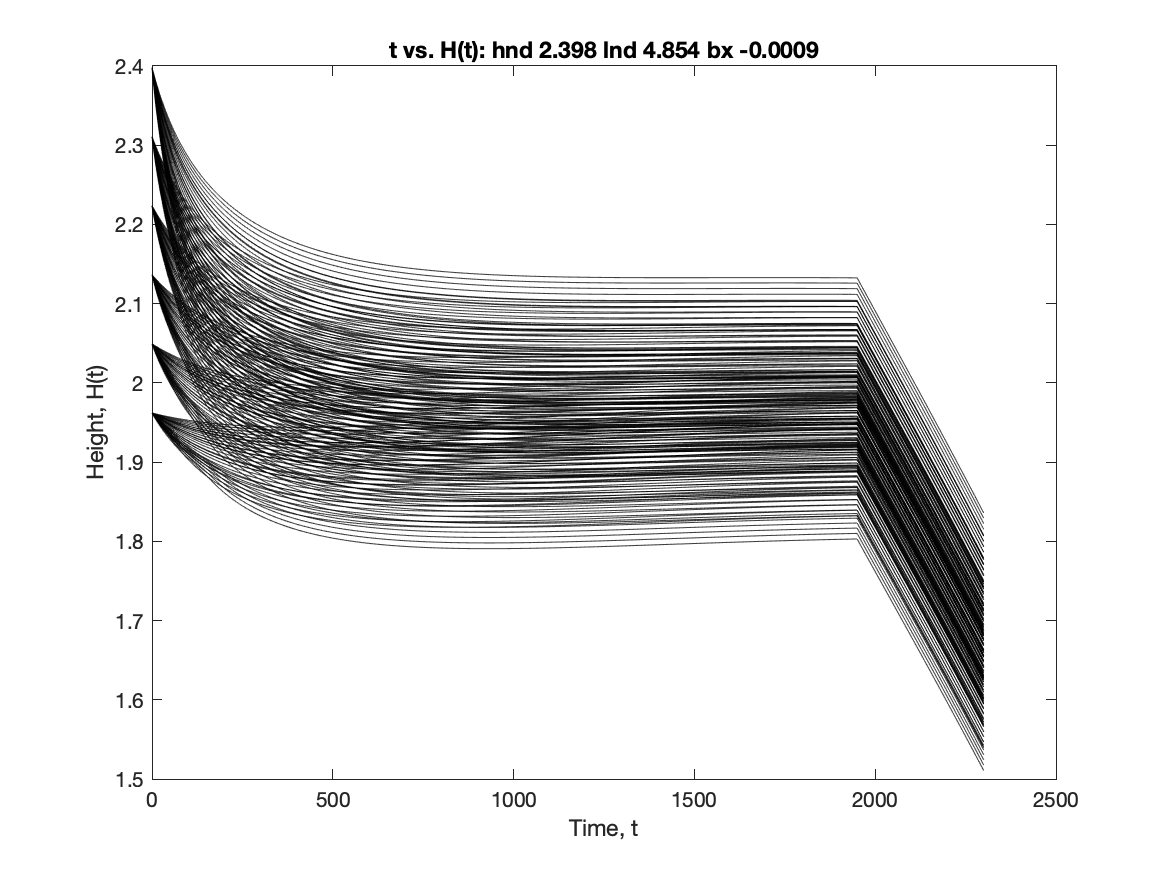 t vs. H(t): hnd 2.398 lnd 4.854 bx -0.0009
2.4
2.3
2.2
2.1
2
1.9
1.8
1.7
1.6
1.5
Height, H(t)
0 500 1000 1500 2000 2500
Time, t